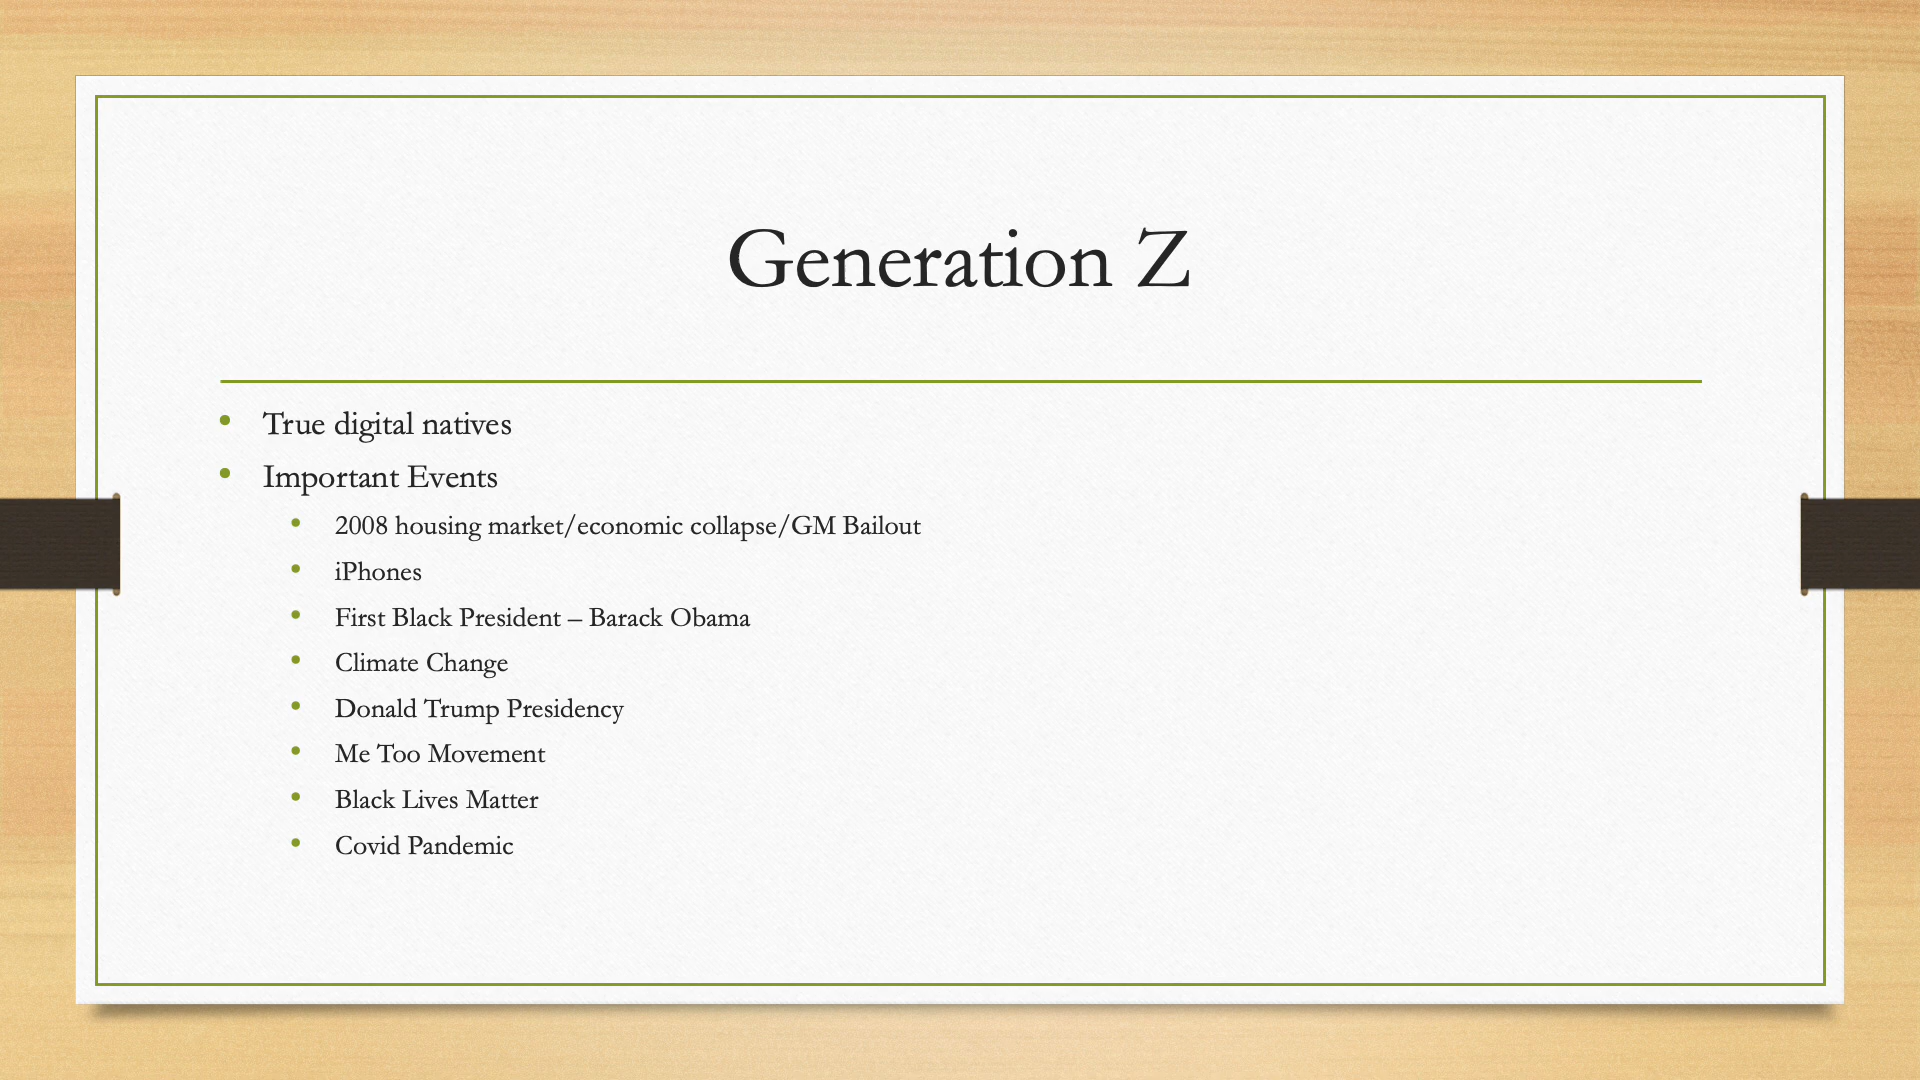 Generation Z
• True digital natives
• Important Events
• 2008 housing market/economic collapse/GM Bailout
• iPhones
• First Black President – Barack Obama
• Climate Change
• Donald Trump Presidency
• Me Too Movement
• Black Lives Matter
• Covid Pandemic